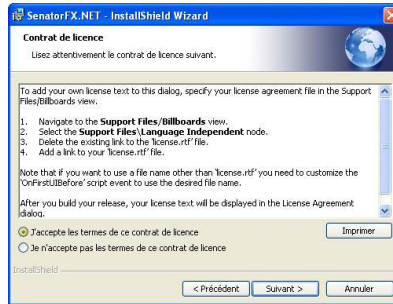 SenatorFX.NET - InstallShield Wizard
Contrat de licence
Lisez attentivement le contrat de licence suivant.
To add your own license text to this dialog, specify your license agreement file in the Support
Files/Billboards view.
1. Navigate to the Support Files/Billboards view.
2. Select the Support Files\Language Independent node.
3. Delete the existing link to the 'license.rtf' file.
4. Add a link to your 'license.rtf' file.
Note that if you want to use a file name other than 'license.rtf' you need to customize the
'OnFirstUIBefore' script event to use the desired file name.
After you build your release, your license text will be displayed in the License Agreement
dialog.
J'accepte les termes de ce contrat de licence
Imprimer
Je n'accepte pas les termes de ce contrat de licence
InstallShield
< Précédent
Suivant >
Annuler